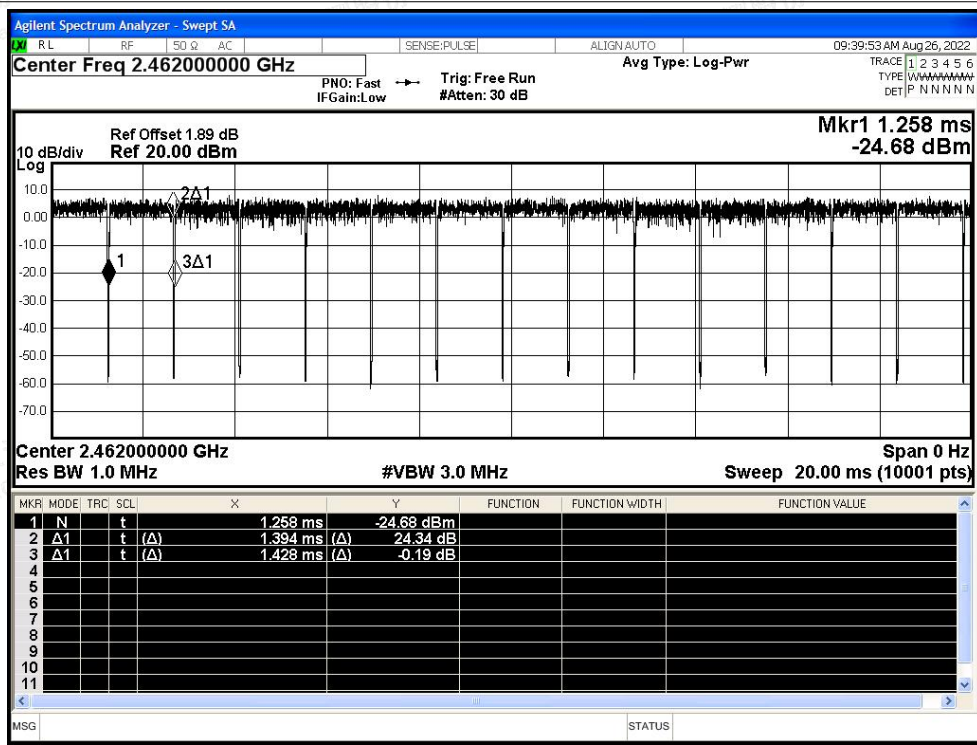 Agilent Spectrum Analyzer - Swept SA
LXI RL RF 50 Ω AC SENSE:PULSE ALIGN AUTO 09:39:53 AM Aug 26, 2022
Center Freq 2.462000000 GHz Avg Type: Log-Pwr TRACE 1 2 3 4 5 6
PNO: Fast Trig: Free Run TYPE WWWWWW
IFGain:Low #Atten: 30 dB DET P N N N N N
Mkr1 1.258 ms
Ref Offset 1.89 dB
10 dB/div Ref 20.00 dBm -24.68 dBm
Log
10.0
2Δ1
0.00
-10.0
1 3Δ1
-20.0
-30.0
-40.0
-50.0
-60.0
-70.0
Center 2.462000000 GHz Span 0 Hz
Res BW 1.0 MHz #VBW 3.0 MHz Sweep 20.00 ms (10001 pts)
MKR MODE TRC SCL X Y FUNCTION FUNCTION WIDTH FUNCTION VALUE
1 N t 1.258 ms -24.68 dBm
2 Δ1 t (Δ) 1.394 ms (Δ) 24.34 dB
3 Δ1 t (Δ) 1.428 ms (Δ) -0.19 dB
4
5
6
7
8
9
10
11
MSG STATUS